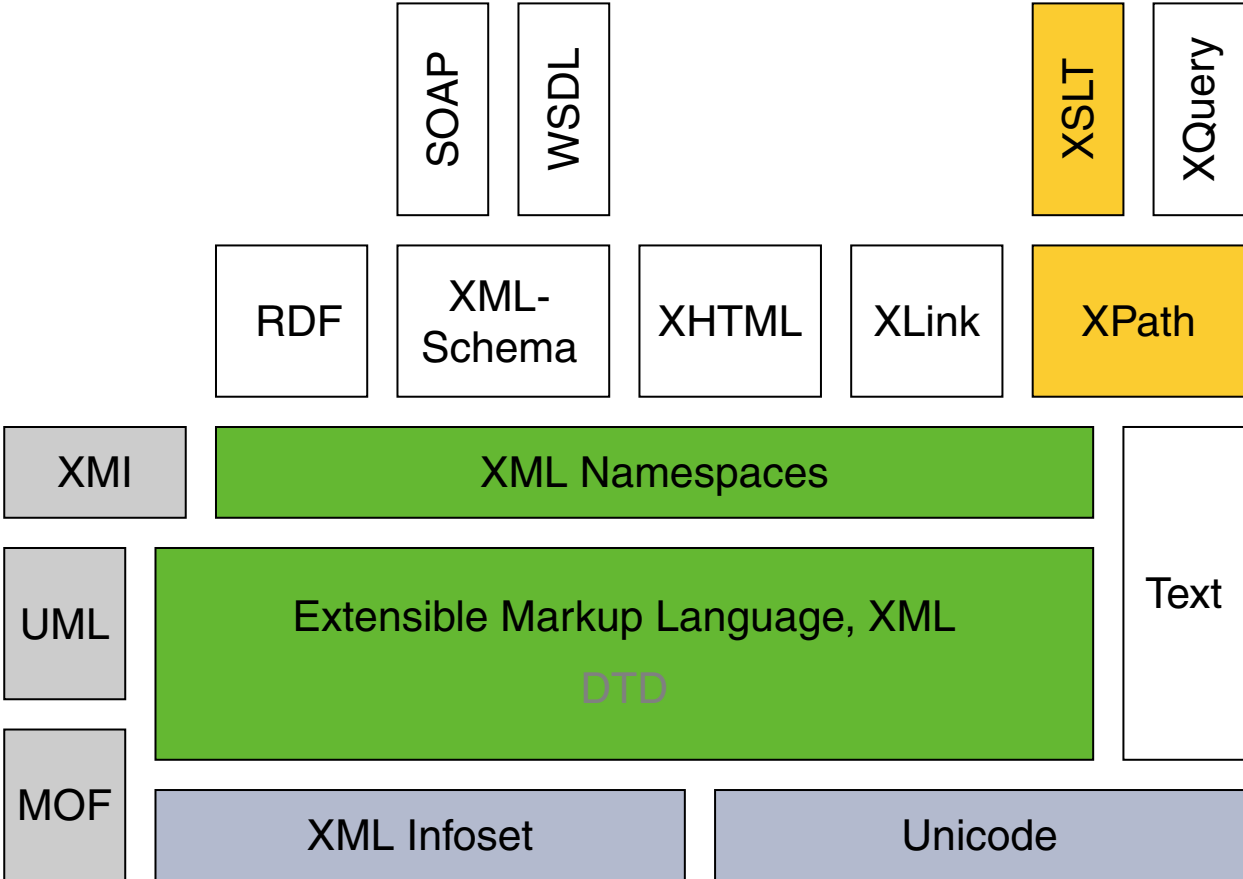 SOAP
WSDL
XSLT
XQuery
RDF
XML-
Schema
XHTML
XLink
XPath
XMI
XML Namespaces
UML
Extensible Markup Language, XML
DTD
Text
MOF
XML Infoset
Unicode